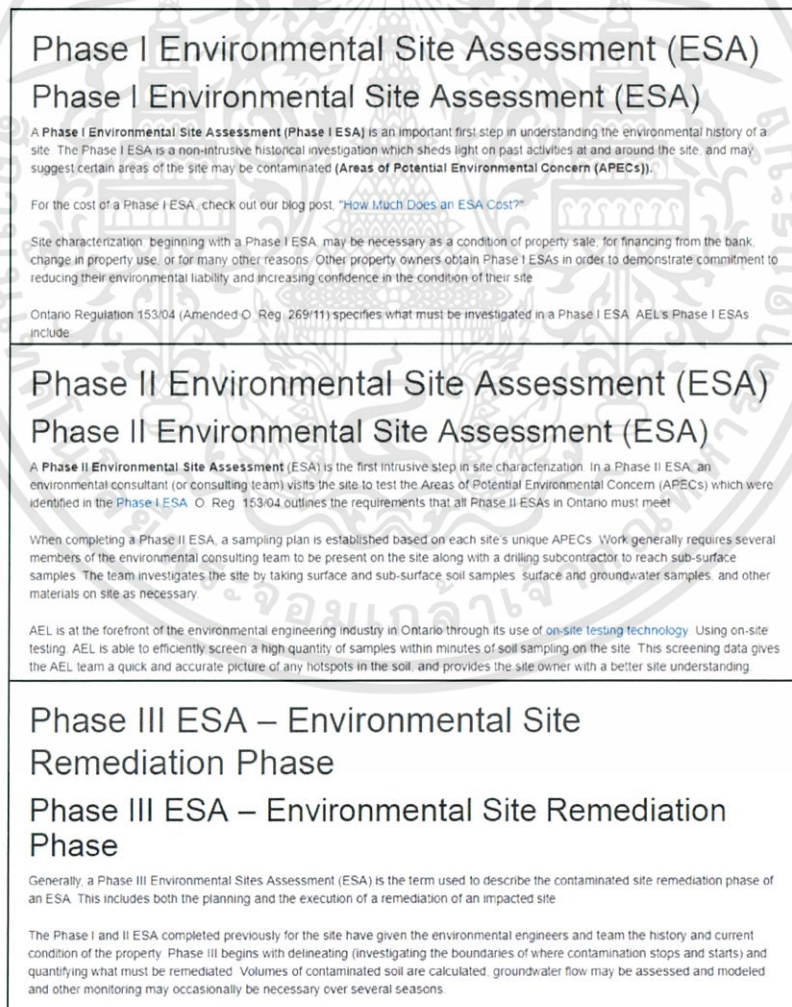 Phase I Environmental Site Assessment (ESA)
Phase I Environmental Site Assessment (ESA)
A Phase I Environmental Site Assessment (Phase I ESA) is an important first step in understanding the environmental history of a
site. The Phase I ESA is a non-intrusive historical investigation which sheds light on past activities at and around the site, and may
suggest certain areas of the site may be contaminated (Areas of Potential Environmental Concern (APECs)).
For the cost of a Phase I ESA, check out our blog post, "How Much Does an ESA Cost?"
Site characterization, beginning with a Phase I ESA, may be necessary as a condition of property sale, for financing from the bank,
change in property use, or for many other reasons. Other property owners obtain Phase I ESAs in order to demonstrate commitment to
reducing their environmental liability and increasing confidence in the condition of their site.
Ontario Regulation 153/04 (Amended O. Reg. 269/11) specifies what must be investigated in a Phase I ESA. AEL's Phase I ESAs
include
Phase II Environmental Site Assessment (ESA)
Phase II Environmental Site Assessment (ESA)
A Phase II Environmental Site Assessment (ESA) is the first intrusive step in site characterization. In a Phase II ESA, an
environmental consultant (or consulting team) visits the site to test the Areas of Potential Environmental Concern (APECs) which were
identified in the Phase I ESA. O. Reg. 153/04 outlines the requirements that all Phase II ESAs in Ontario must meet.
When completing a Phase II ESA, a sampling plan is established based on each site's unique APECs. Work generally requires several
members of the environmental consulting team to be present on the site along with a drilling subcontractor to reach sub-surface
samples. The team investigates the site by taking surface and sub-surface soil samples, surface and groundwater samples, and other
materials on site as necessary.
AEL is at the forefront of the environmental engineering industry in Ontario through its use of on-site testing technology. Using on-site
testing, AEL is able to efficiently screen a high quantity of samples within minutes of soil sampling on the site. This screening data gives
the AEL team a quick and accurate picture of any hotspots in the soil, and provides the site owner with a better site understanding.
Phase III ESA – Environmental Site
Remediation Phase
Phase III ESA – Environmental Site Remediation
Phase
Generally, a Phase III Environmental Sites Assessment (ESA) is the term used to describe the contaminated site remediation phase of
an ESA. This includes both the planning and the execution of a remediation of an impacted site.
The Phase I and II ESA completed previously for the site have given the environmental engineers and team the history and current
condition of the property. Phase III begins with delineating (investigating the boundaries of where contamination stops and starts) and
quantifying what must be remediated. Volumes of contaminated soil are calculated, groundwater flow may be assessed and modeled
and other monitoring may occasionally be necessary over several seasons.